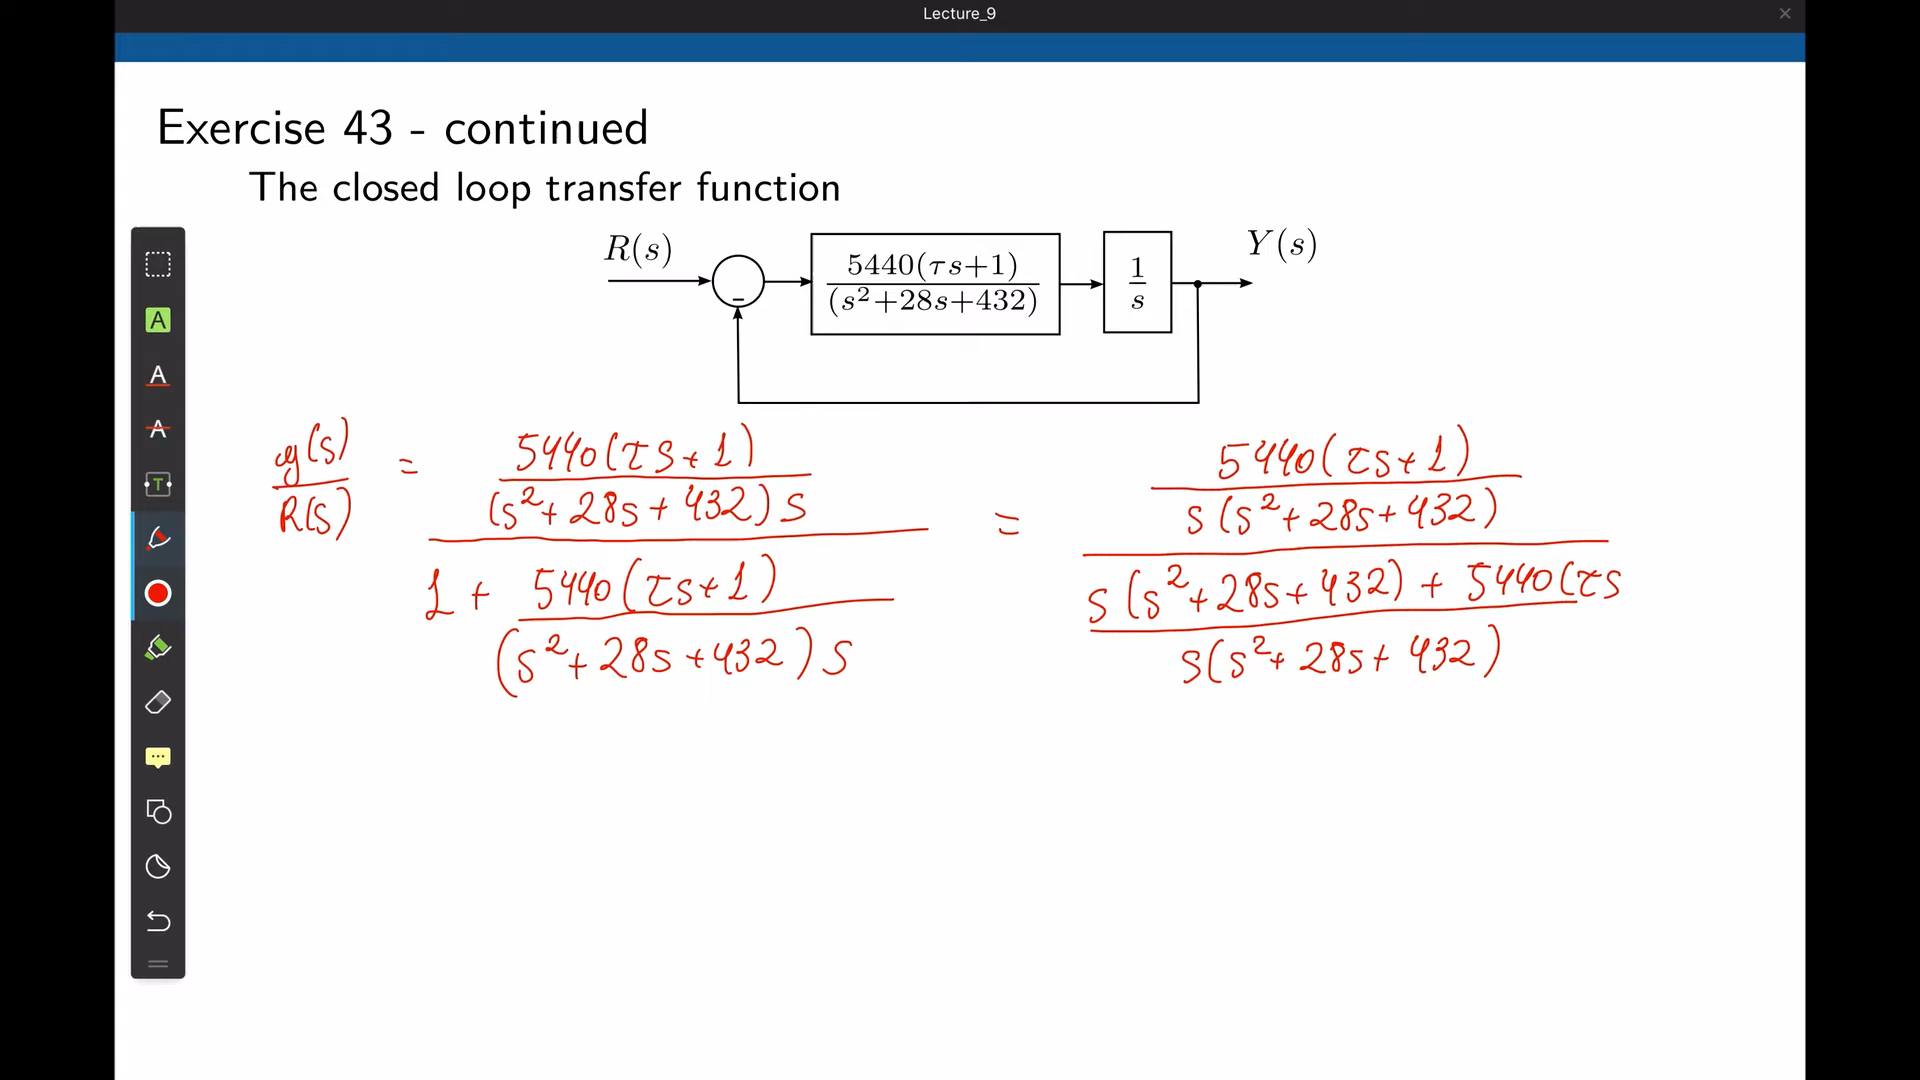 Lecture_9
Exercise 43 - continued
The closed loop transfer function
R(s)
5440(τs+1)
(s²+28s+432)
1
s
Y(s)
-
y(s)
R(s)
=
5440(τs+1)
(s²+28s+432)s
1 + 5440(τs+1)
(s²+28s+432)s
=
5440(τs+1)
s(s²+28s+432)
s(s²+28s+432) + 5440(τs
s(s²+28s+432)
A
A
A
T